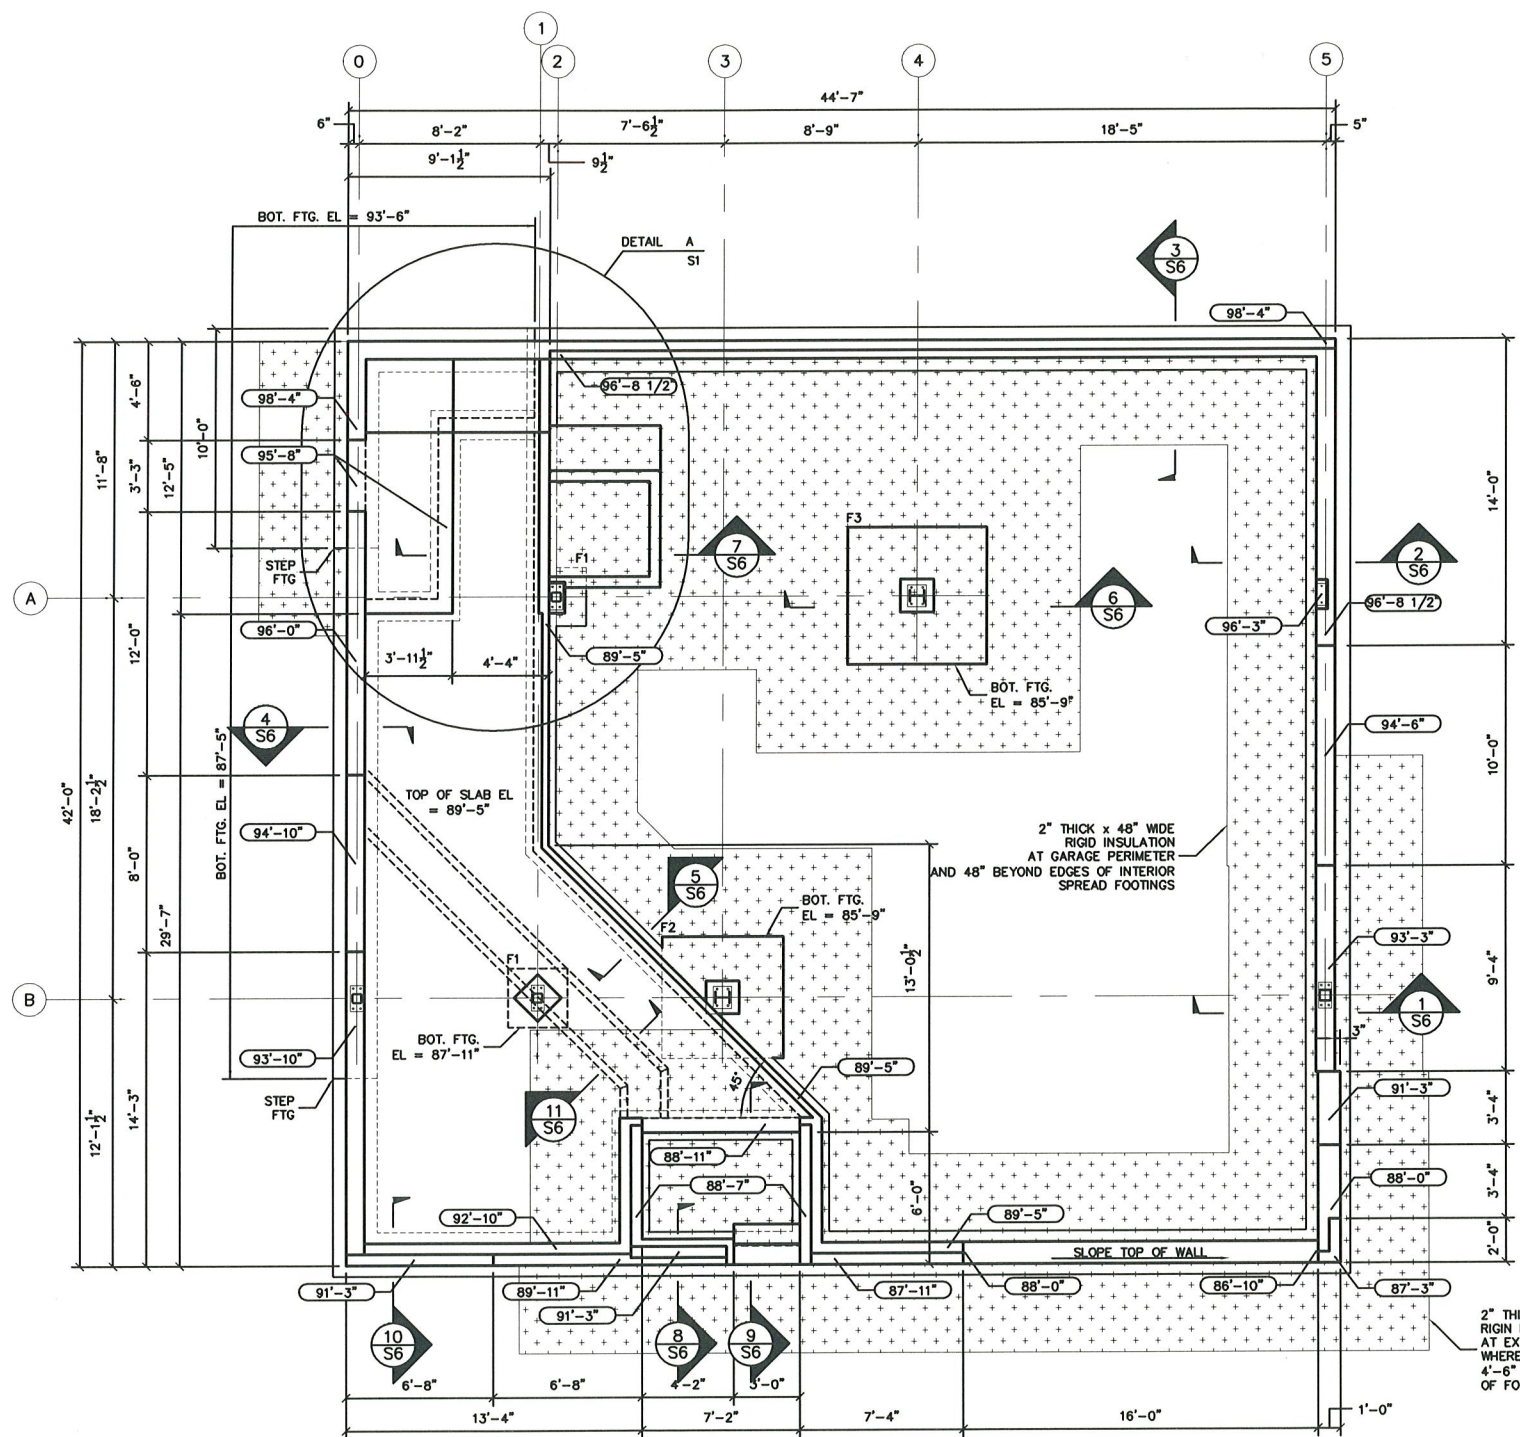 0
1
2
3
4
5
44'-7"
6"
8'-2"
7'-6½"
8'-9"
18'-5"
5"
9'-1½"
9½"
BOT. FTG. EL = 93'-6"
DETAIL A
S1
3
S6
98'-4"
4'-6"
98'-4"
96'-8 1/2"
10'-0"
95'-8"
11'-8"
3'-3"
12'-5"
14'-0"
F3
7
S6
2
S6
F1
STEP
FTG
6
S6
A
96'-8 1/2"
96'-3"
96'-0"
12'-0"
3'-11½"
4'-4"
89'-5"
BOT. FTG.
EL = 85'-9"
4
S6
94'-6"
10'-0"
BOT. FTG. EL = 87'-5"
42'-0"
18'-2½"
TOP OF SLAB EL
= 89'-5"
94'-10"
2" THICK x 48" WIDE
RIGID INSULATION
AT GARAGE PERIMETER
AND 48" BEYOND EDGES OF INTERIOR
SPREAD FOOTINGS
8'-0"
29'-7"
5
S6
BOT. FTG.
EL = 85'-9"
F2
93'-3"
13'-0½"
9'-4"
F1
B
1
S6
3"
BOT. FTG.
EL = 87'-11"
93'-10"
45°
89'-5"
91'-3"
3'-4"
STEP
FTG
14'-3"
12'-1½"
11
S6
88'-11"
88'-7"
88'-0"
3'-4"
6'-0"
92'-10"
89'-5"
2'-0"
SLOPE TOP OF WALL
91'-3"
89'-11"
91'-3"
87'-11"
88'-0"
86'-10"
87'-3"
10
S6
8
S6
9
S6
2" THI
RIGIN
AT EX
WHERE
4'-6"
OF FO
6'-8"
6'-8"
4'-2"
3'-0"
13'-4"
7'-2"
7'-4"
16'-0"
1'-0"